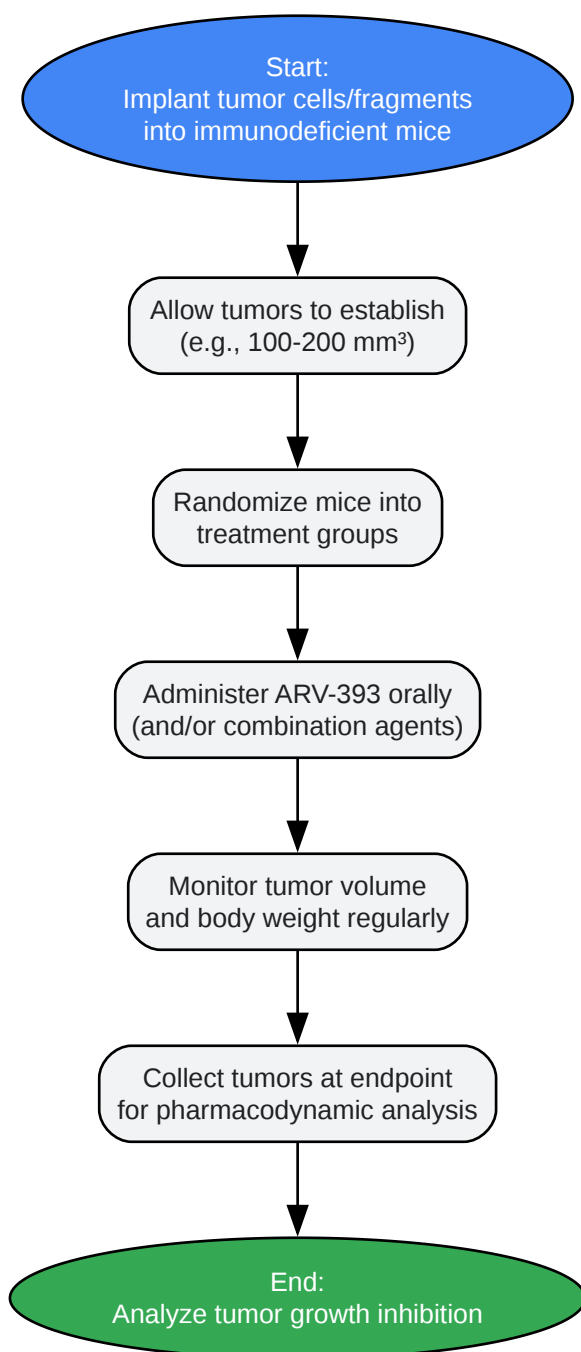 Start:
Implant tumor cells/fragments
into immunodeficient mice
Allow tumors to establish
(e.g., 100-200 mm³)
Randomize mice into
treatment groups
Administer ARV-393 orally
(and/or combination agents)
Monitor tumor volume
and body weight regularly
Collect tumors at endpoint
for pharmacodynamic analysis
End:
Analyze tumor growth inhibition